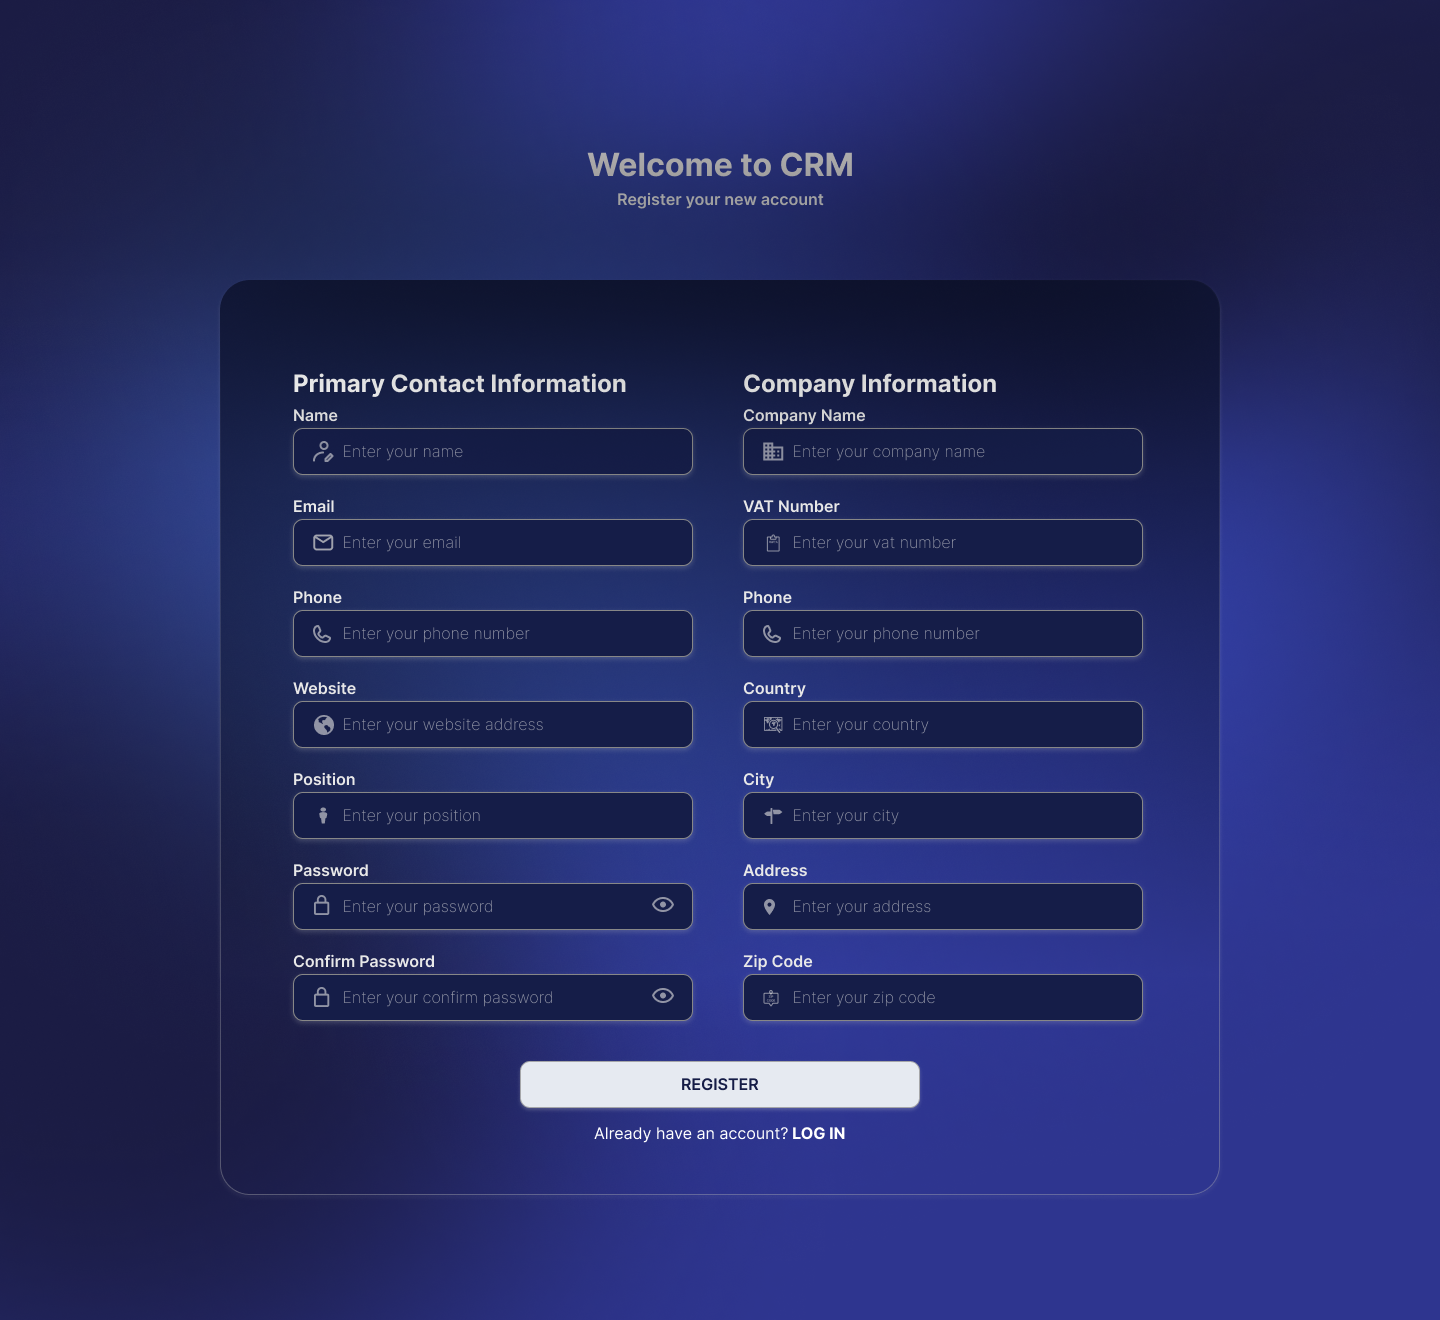 Welcome to CRM
Register your new account
Primary Contact Information
Name
Enter your name
Email
Enter your email
Phone
Enter your phone number
Website
Enter your website address
Position
Enter your position
Password
Enter your password
Confirm Password
Enter your confirm password
Company Information
Company Name
Enter your company name
VAT Number
Enter your vat number
Phone
Enter your phone number
Country
Enter your country
City
Enter your city
Address
Enter your address
Zip Code
Enter your zip code
REGISTER
Already have an account? LOG IN